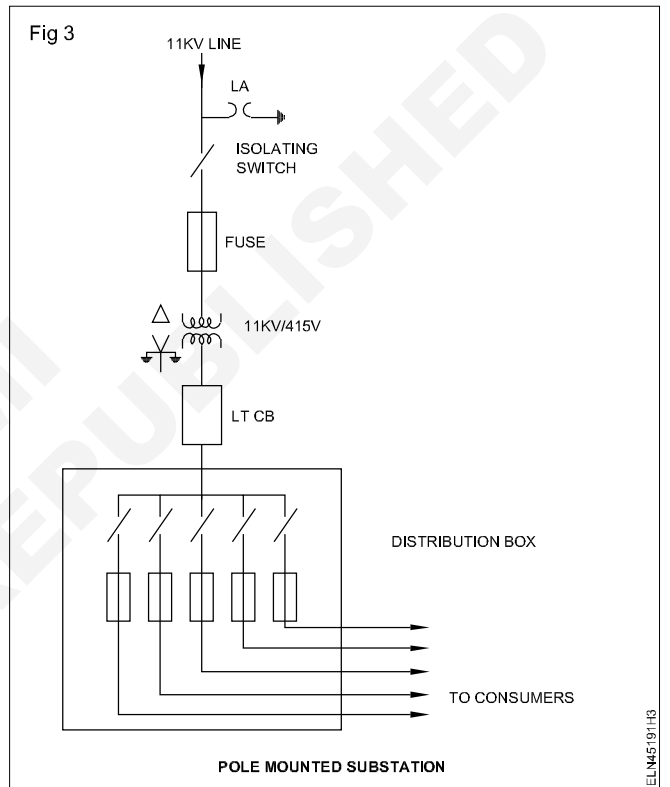 Fig 3
11KV LINE
LA
ISOLATING
SWITCH
FUSE
11KV/415V
LT CB
DISTRIBUTION BOX
TO CONSUMERS
POLE MOUNTED SUBSTATION
ELN45191H3
REPUBLISHED